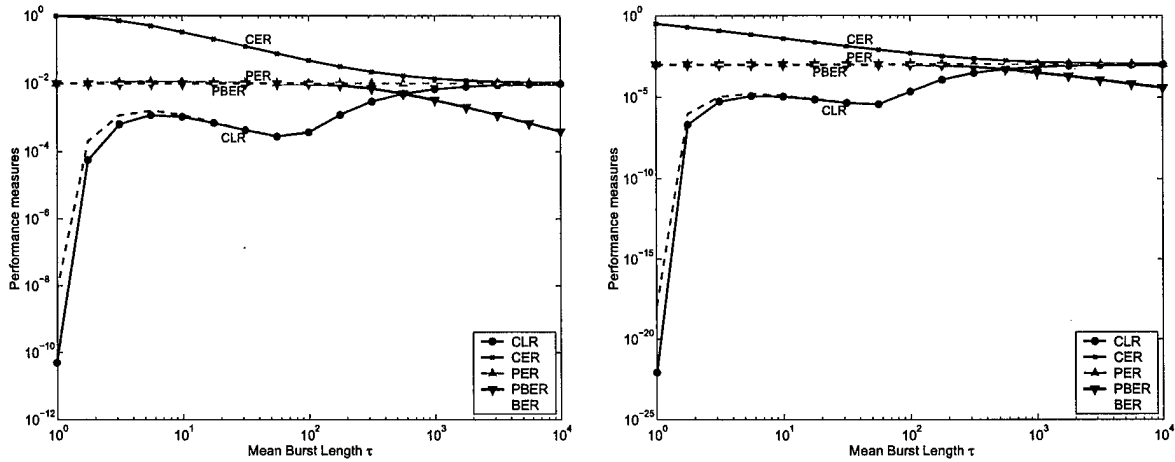 10^0
10^-2
10^-4
10^-6
10^-8
10^-10
10^-12
Performance measures
CER
PER
PBER
CLR
CLR
CER
PER
PBER
BER
10^0
10^1
10^2
10^3
10^4
Mean Burst Length τ
10^0
10^-5
10^-10
10^-15
10^-20
10^-25
Performance measures
CER
PER
PBER
CLR
CLR
CER
PER
PBER
BER
10^0
10^1
10^2
10^3
10^4
Mean Burst Length τ